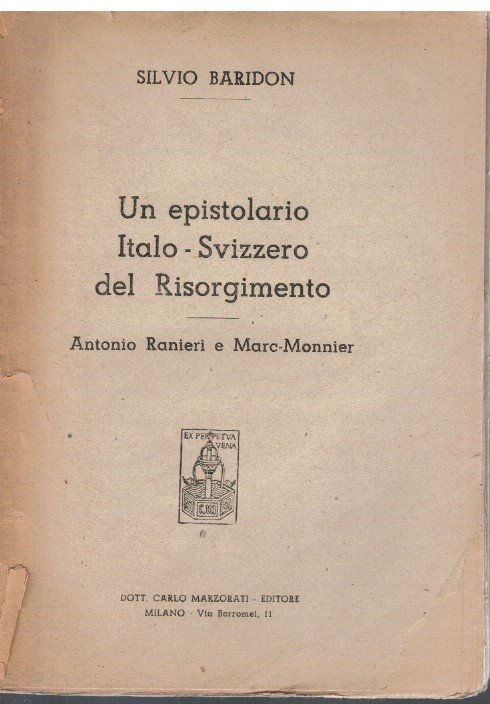 SILVIO BARIDON
Un epistolario
Italo - Svizzero
del Risorgimento
Antonio Ranieri e Marc-Monnier
EX PERPETVA
VENA
DOTT. CARLO MARZORATI - EDITORE
MILANO - Via Borromei, 11